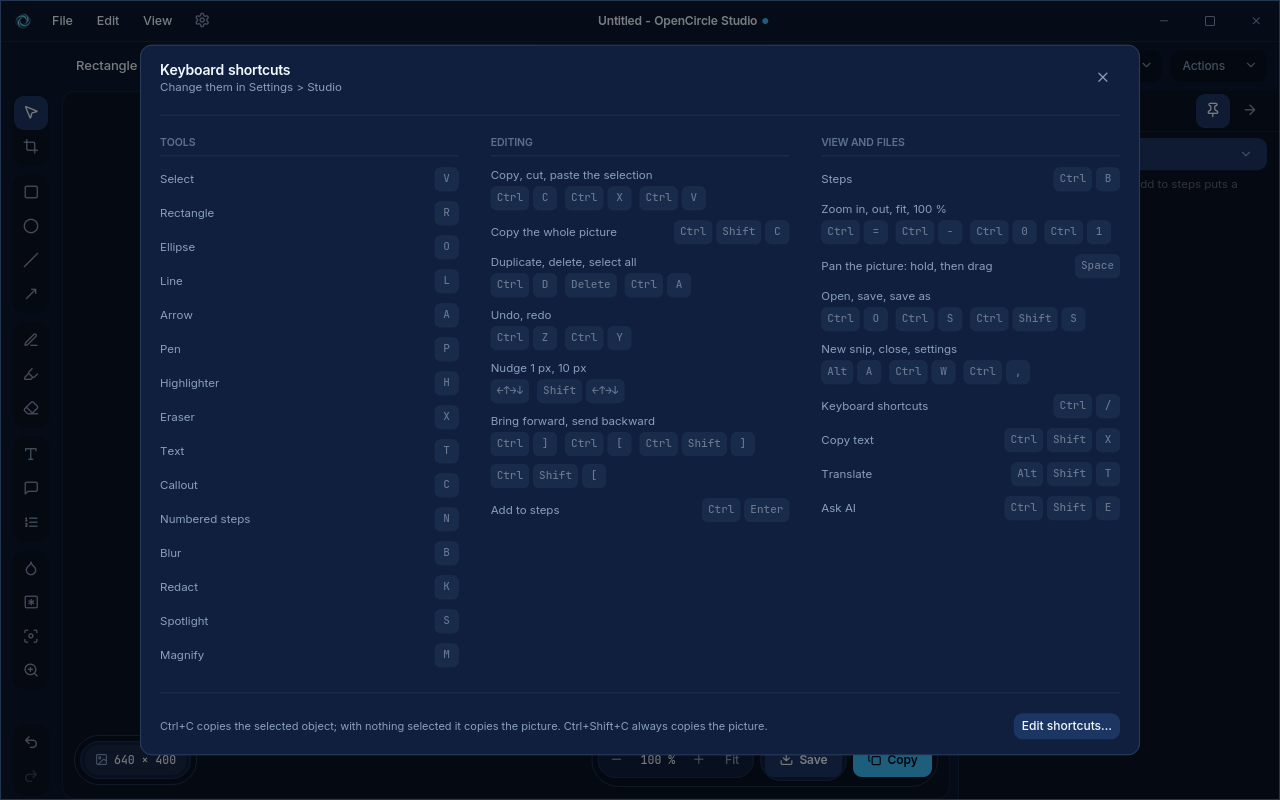 File Edit View
Untitled - OpenCircle Studio
Rectangle
Actions
Keyboard shortcuts
Change them in Settings > Studio
TOOLS
Select V
Rectangle R
Ellipse O
Line L
Arrow A
Pen P
Highlighter H
Eraser X
Text T
Callout C
Numbered steps N
Blur B
Redact K
Spotlight S
Magnify M
EDITING
Copy, cut, paste the selection
Ctrl C Ctrl X Ctrl V
Copy the whole picture Ctrl Shift C
Duplicate, delete, select all
Ctrl D Delete Ctrl A
Undo, redo
Ctrl Z Ctrl Y
Nudge 1 px, 10 px
←↑→↓ Shift ←↑→↓
Bring forward, send backward
Ctrl ] Ctrl [ Ctrl Shift ]
Ctrl Shift [
Add to steps Ctrl Enter
VIEW AND FILES
Steps Ctrl B
Zoom in, out, fit, 100 %
Ctrl = Ctrl - Ctrl 0 Ctrl 1
Pan the picture: hold, then drag Space
Open, save, save as
Ctrl O Ctrl S Ctrl Shift S
New snip, close, settings
Alt A Ctrl W Ctrl ,
Keyboard shortcuts Ctrl /
Copy text Ctrl Shift X
Translate Alt Shift T
Ask AI Ctrl Shift E
dd to steps puts a
Ctrl+C copies the selected object; with nothing selected it copies the picture. Ctrl+Shift+C always copies the picture.
Edit shortcuts...
640 × 400
100 %
Fit
Save
Copy